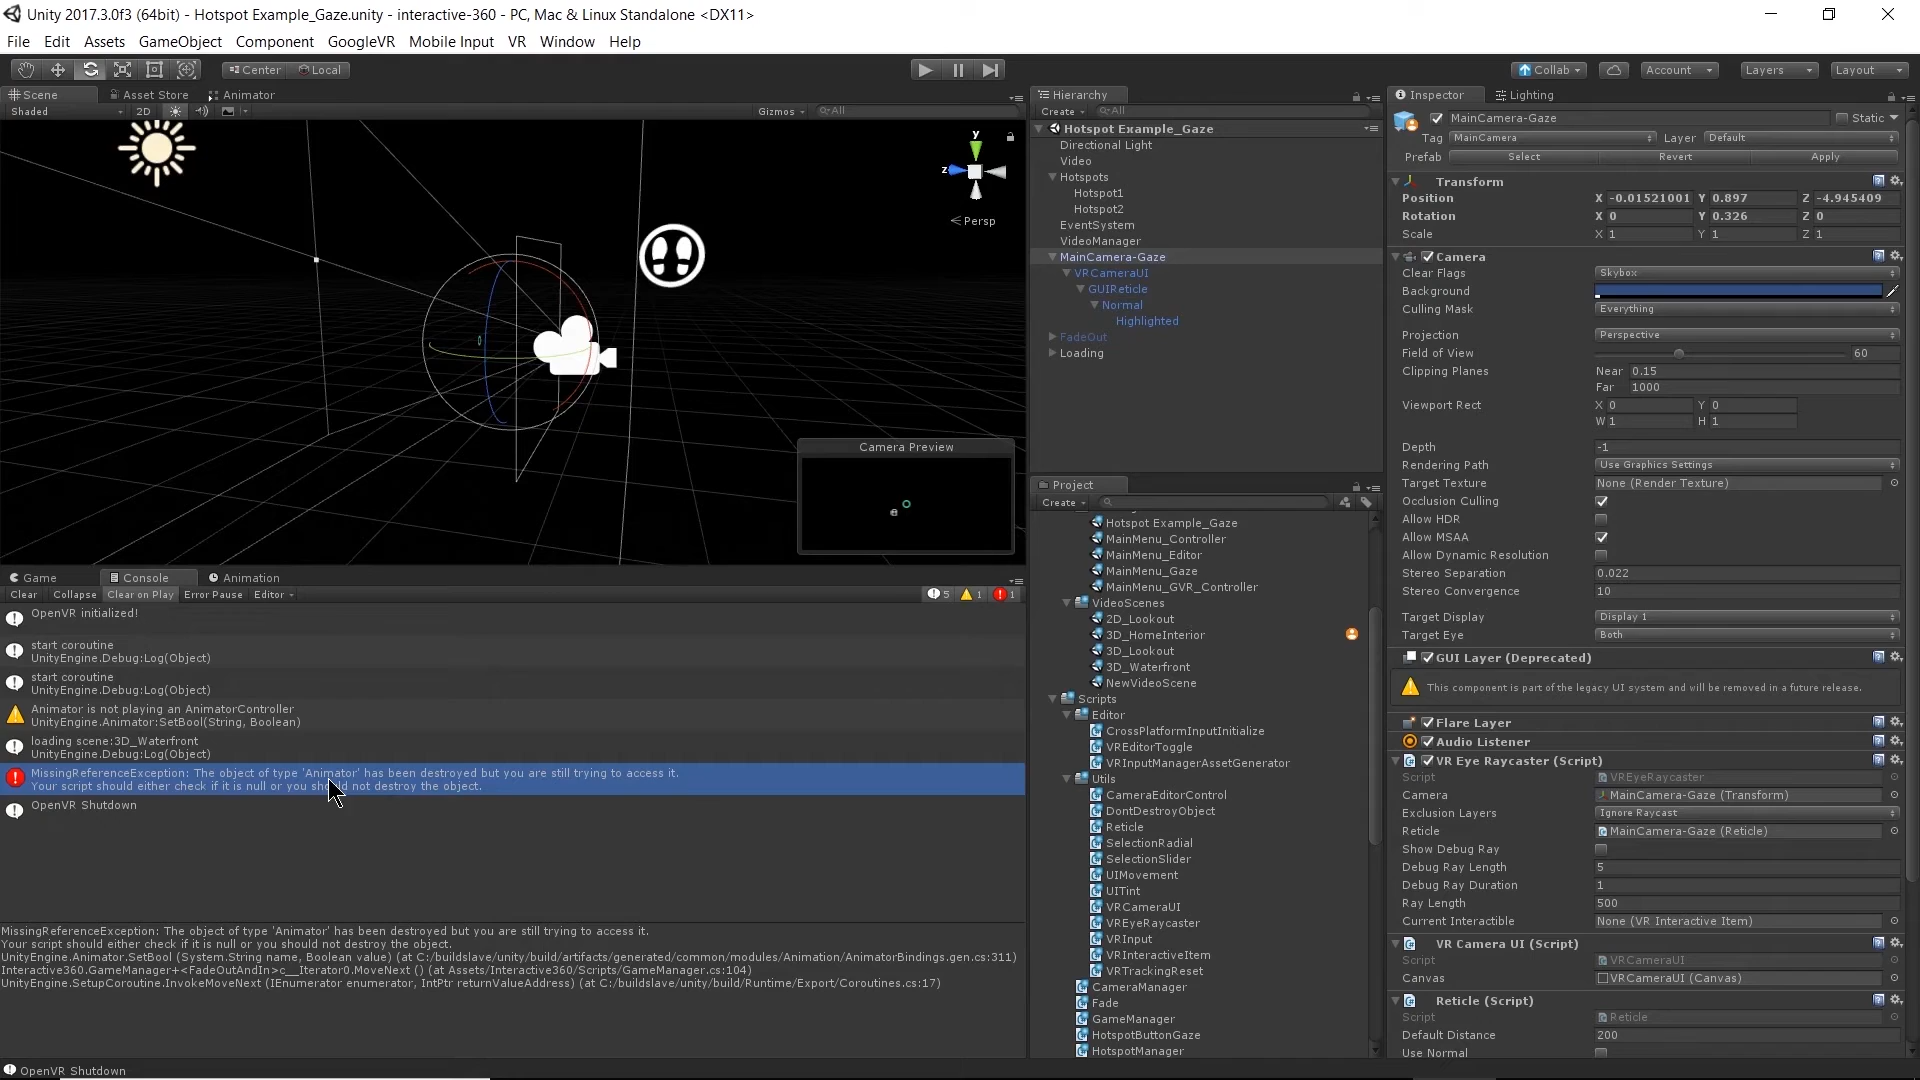 Unity 2017.3.0f3 (64bit) - Hotspot Example_Gaze.unity - interactive-360 - PC, Mac & Linux Standalone <DX11>
File Edit Assets GameObject Component GoogleVR Mobile Input VR Window Help
Center Local
Collab Account Layers Layout
Scene Asset Store Animator
Shaded 2D Gizmos All
y
z
Persp
Camera Preview
Game Console Animation
Clear Collapse Clear on Play Error Pause Editor 5 1 1
OpenVR initialized!
start coroutine
UnityEngine.Debug:Log(Object)
start coroutine
UnityEngine.Debug:Log(Object)
Animator is not playing an AnimatorController
UnityEngine.Animator:SetBool(String, Boolean)
loading scene:3D_Waterfront
UnityEngine.Debug:Log(Object)
MissingReferenceException: The object of type 'Animator' has been destroyed but you are still trying to access it.
Your script should either check if it is null or you should not destroy the object.
OpenVR Shutdown
MissingReferenceException: The object of type 'Animator' has been destroyed but you are still trying to access it.
Your script should either check if it is null or you should not destroy the object.
UnityEngine.Animator.SetBool (System.String name, Boolean value) (at C:/buildslave/unity/build/artifacts/generated/common/modules/Animation/AnimatorBindings.gen.cs:311)
Interactive360.GameManager+<FadeOutAndIn>c__Iterator0.MoveNext () (at Assets/Interactive360/Scripts/GameManager.cs:104)
UnityEngine.SetupCoroutine.InvokeMoveNext (IEnumerator enumerator, IntPtr returnValueAddress) (at C:/buildslave/unity/build/Runtime/Export/Coroutines.cs:17)
OpenVR Shutdown
Hierarchy
Create All
Hotspot Example_Gaze
Directional Light
Video
Hotspots
Hotspot1
Hotspot2
EventSystem
VideoManager
MainCamera-Gaze
VRCameraUI
GUIReticle
Normal
Highlighted
FadeOut
Loading
Project
Create
Hotspot Example_Gaze
MainMenu_Controller
MainMenu_Editor
MainMenu_Gaze
MainMenu_GVR_Controller
VideoScenes
2D_Lookout
3D_HomeInterior
3D_Lookout
3D_Waterfront
NewVideoScene
Scripts
Editor
CrossPlatformInputInitialize
VREditorToggle
VRInputManagerAssetGenerator
Utils
CameraEditorControl
DontDestroyObject
Reticle
SelectionRadial
SelectionSlider
UIMovement
UITint
VRCameraUI
VREyeRaycaster
VRInput
VRInteractiveItem
VRTrackingReset
CameraManager
Fade
GameManager
HotspotButtonGaze
HotspotManager
Inspector Lighting
MainCamera-Gaze Static
Tag MainCamera Layer Default
Prefab Select Revert Apply
Transform
Position X -0.01521001 Y 0.897 Z -4.945409
Rotation X 0 Y 0.326 Z 0
Scale X 1 Y 1 Z 1
Camera
Clear Flags Skybox
Background
Culling Mask Everything
Projection Perspective
Field of View 60
Clipping Planes Near 0.15
Far 1000
Viewport Rect X 0 Y 0
W 1 H 1
Depth -1
Rendering Path Use Graphics Settings
Target Texture None (Render Texture)
Occlusion Culling
Allow HDR
Allow MSAA
Allow Dynamic Resolution
Stereo Separation 0.022
Stereo Convergence 10
Target Display Display 1
Target Eye Both
GUI Layer (Deprecated)
This component is part of the legacy UI system and will be removed in a future release.
Flare Layer
Audio Listener
VR Eye Raycaster (Script)
Script VREyeRaycaster
Camera MainCamera-Gaze (Transform)
Exclusion Layers Ignore Raycast
Reticle MainCamera-Gaze (Reticle)
Show Debug Ray
Debug Ray Length 5
Debug Ray Duration 1
Ray Length 500
Current Interactible None (VR Interactive Item)
VR Camera UI (Script)
Script VRCameraUI
Canvas VRCameraUI (Canvas)
Reticle (Script)
Script Reticle
Default Distance 200
Use Normal